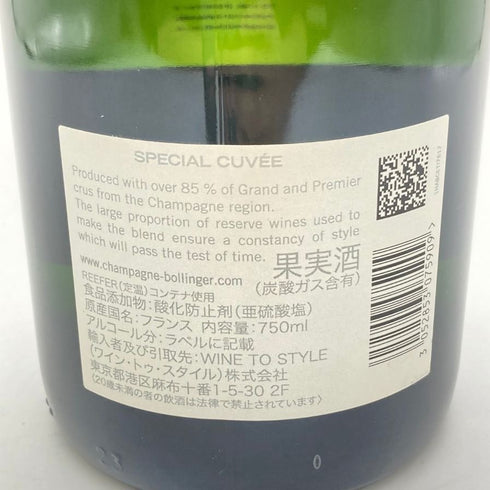 SPECIAL CUVÉE
Produced with over 85 % of Grand and Premier
crus from the Champagne region.
The large proportion of reserve wines used to
make the blend ensure a constancy of style
which will pass the test of time.
www.champagne-bollinger.com
果実酒
(炭酸ガス含有)
REEFER(定温)コンテナ使用
食品添加物:酸化防止剤(亜硫酸塩)
原産国名:フランス 内容量:750ml
アルコール分:ラベルに記載
輸入者及び引取先:WINE TO STYLE
(ワイン・トゥ・スタイル)株式会社
東京都港区麻布十番1-5-30 2F
(20歳未満の者の飲酒は法律で禁止されています)
3 052853 075909